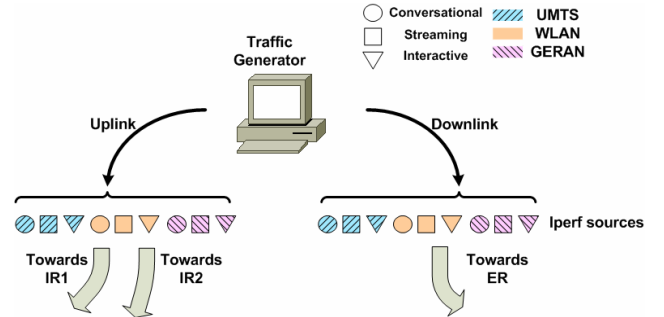 Conversational
Streaming
Interactive
UMTS
WLAN
GERAN
Traffic
Generator
Uplink
Downlink
Iperf sources
Towards
IR1
Towards
IR2
Towards
ER